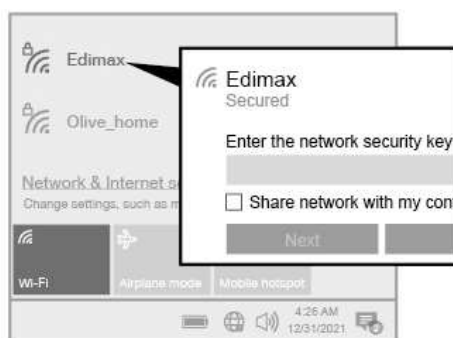 Edimax
Olive_home
Network & Internet s
Change settings, such as m
Wi-Fi
Airplane mode
Mobile hotspot
4:26 AM
12/31/2021
Edimax
Secured
Enter the network security key
Share network with my con
Next